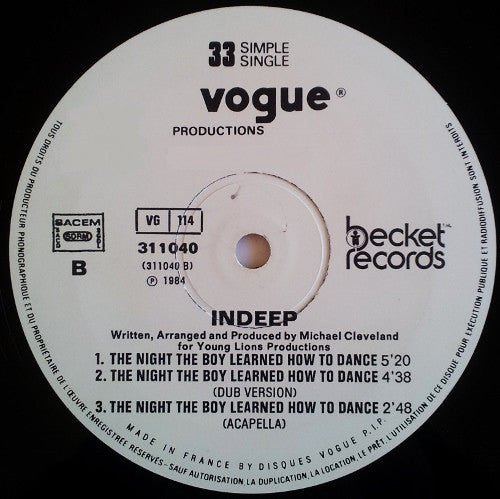 33 SIMPLE
SINGLE
vogue®
PRODUCTIONS
SACEM
SDRM
VG 114
311040
(311040 B)
℗ 1984
B
becket
records
INDEEP
Written, Arranged and Produced by Michael Cleveland
for Young Lions Productions
1. THE NIGHT THE BOY LEARNED HOW TO DANCE 5'20
2. THE NIGHT THE BOY LEARNED HOW TO DANCE 4'38
(DUB VERSION)
3. THE NIGHT THE BOY LEARNED HOW TO DANCE 2'48
(ACAPELLA)
MADE IN FRANCE BY DISQUES VOGUE P.I.P.
TOUS DROITS DU PRODUCTEUR PHONOGRAPHIQUE ET DU PROPRIETAIRE DE L'ŒUVRE ENREGISTRÉE RÉSERVÉS - SAUF AUTORISATION, LA DUPLICATION, LA LOCATION, LE PRÊT, L'UTILISATION DE CE DISQUE POUR EXÉCUTION PUBLIQUE ET RADIODIFFUSION SONT INTERDITS